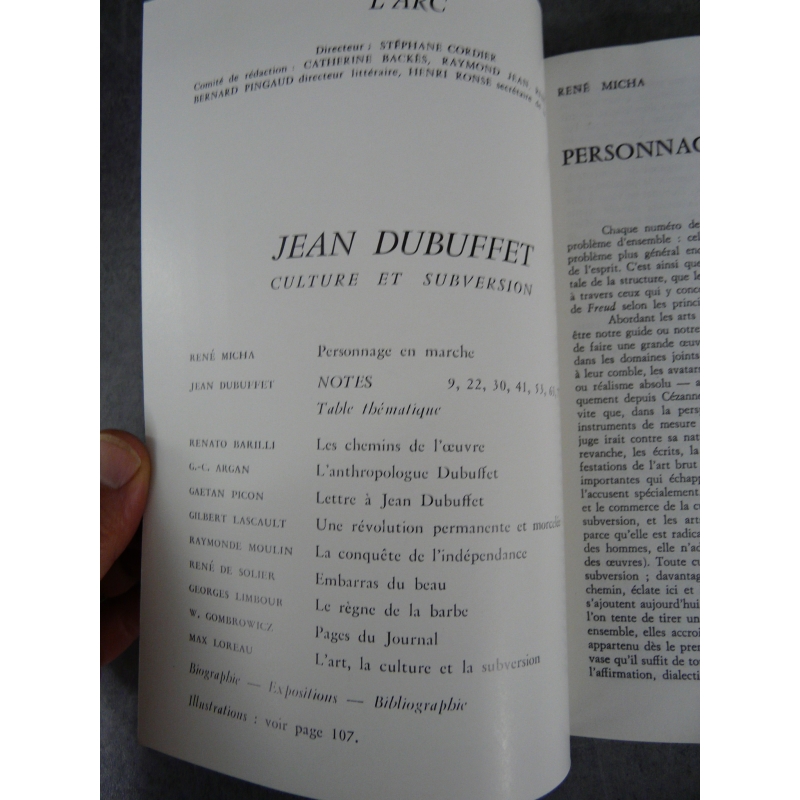 L'ARC
Directeur : STÉPHANE CORDIER
Comité de rédaction : CATHERINE BACKÈS, RAYMOND JEAN,
BERNARD PINGAUD directeur littéraire, HENRI RONSE secrétaire de
JEAN DUBUFFET
CULTURE ET SUBVERSION
RENÉ MICHA Personnage en marche
JEAN DUBUFFET NOTES 9, 22, 30, 41, 53,
Table thématique
RENATO BARILLI Les chemins de l'œuvre
G.-C. ARGAN L'anthropologue Dubuffet
GAETAN PICON Lettre à Jean Dubuffet
GILBERT LASCAULT Une révolution permanente et
RAYMONDE MOULIN La conquête de l'indépendance
RENÉ DE SOLIER Embarras du beau
GEORGES LIMBOUR Le règne de la barbe
W. GOMBROWICZ Pages du Journal
MAX LOREAU L'art, la culture et la subversion
Biographie — Expositions — Bibliographie
Illustrations : voir page 107.
RENÉ MICHA
PERSONNAG
Chaque numéro de
problème d'ensemble : cel
problème plus général enc
de l'esprit. C'est ainsi que
tale de la structure, que le
à travers ceux qui y conc
de Freud selon les princi
Abordant les arts
être notre guide ou notre
de faire une grande œuv
dans les domaines joints
à leur comble, les avatar
ou réalisme absolu — a
quement depuis Cézanne
vite que, dans la pers
instruments de mesure
juge irait contre sa nat
revanche, les écrits, la
festations de l'art brut
importantes qui échapp
l'accusent spécialement
et le commerce de la cu
subversion, et les arts
parce qu'elle est radica
des hommes, elle n'ac
des œuvres). Toute cu
subversion ; davantag
chemin, éclate ici et
s'ajoutent aujourd'hui
l'on tente de tirer un
ensemble, elles accroi
appartenu dès le pren
vase qu'il suffit de to
l'affirmation, dialecti